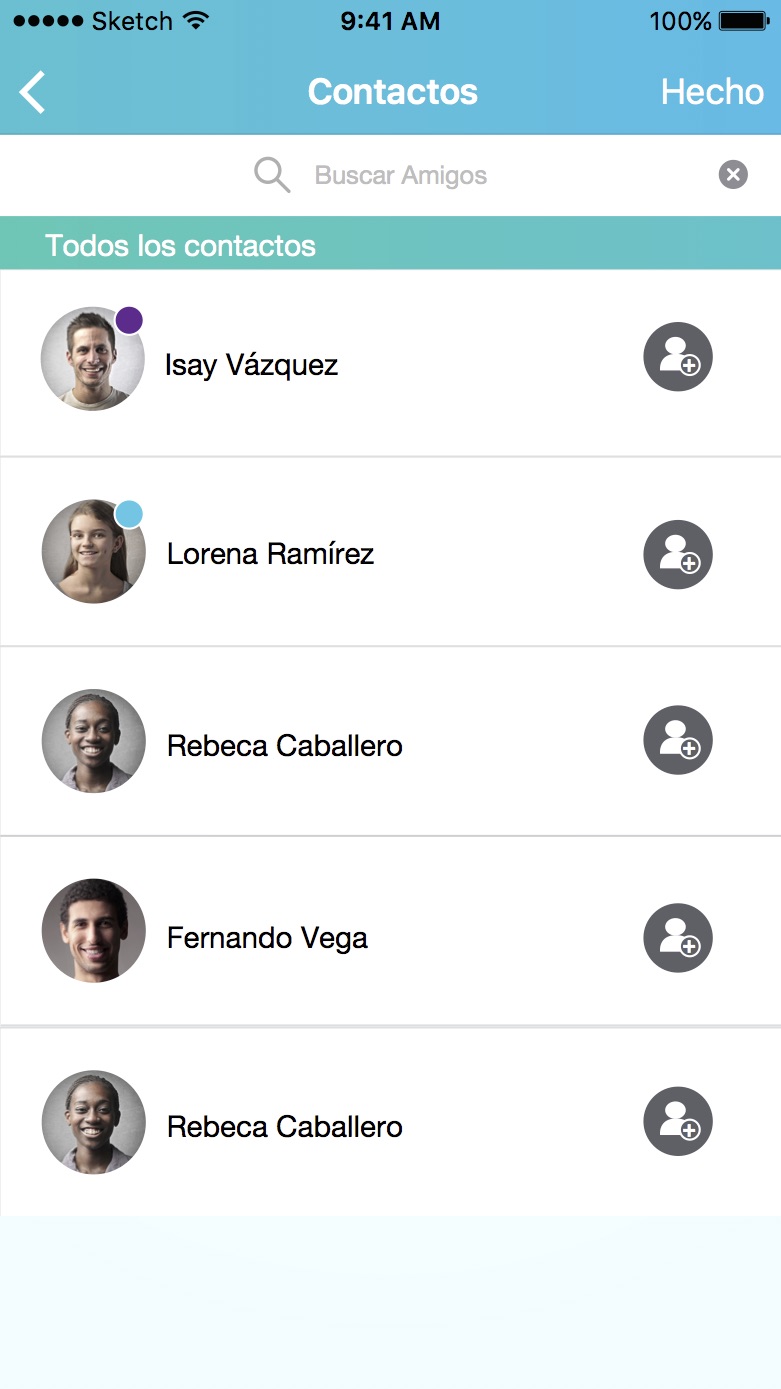 Sketch 9:41 AM 100%
Contactos Hecho
Buscar Amigos
Todos los contactos
Isay Vázquez
Lorena Ramírez
Rebeca Caballero
Fernando Vega
Rebeca Caballero